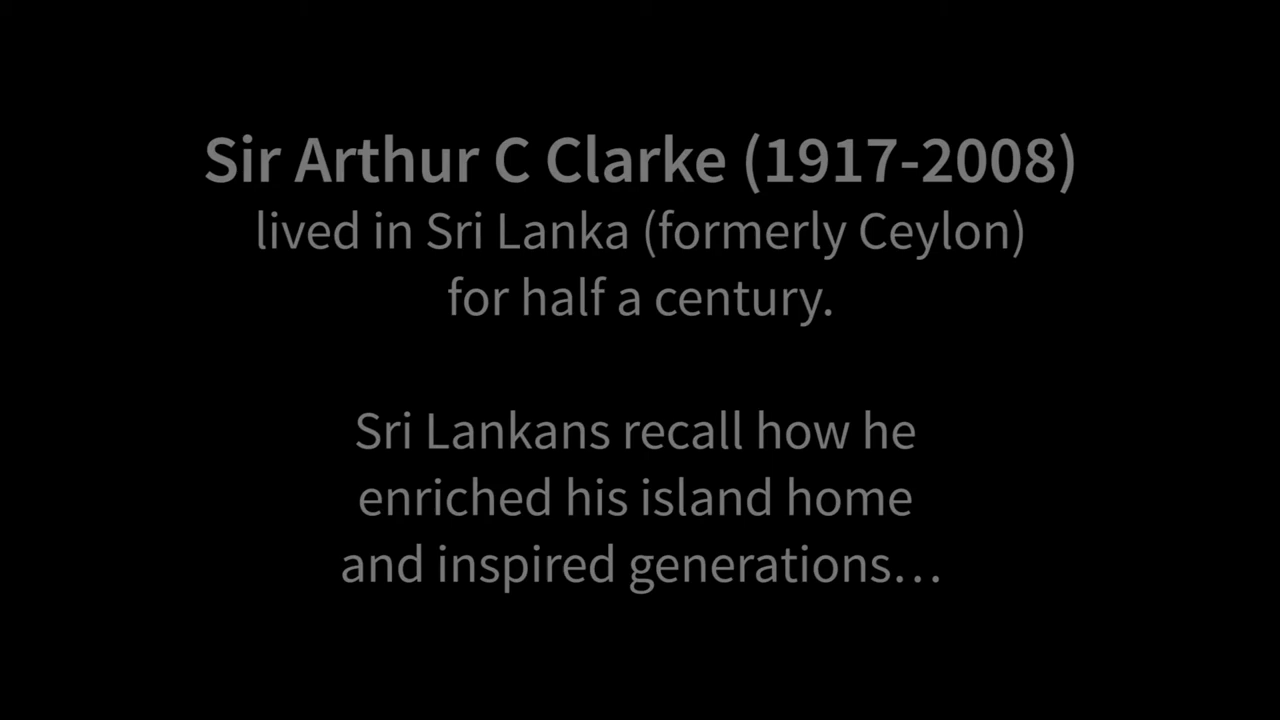 Sir Arthur C Clarke (1917-2008)
lived in Sri Lanka (formerly Ceylon)
for half a century.
Sri Lankans recall how he
enriched his island home
and inspired generations…